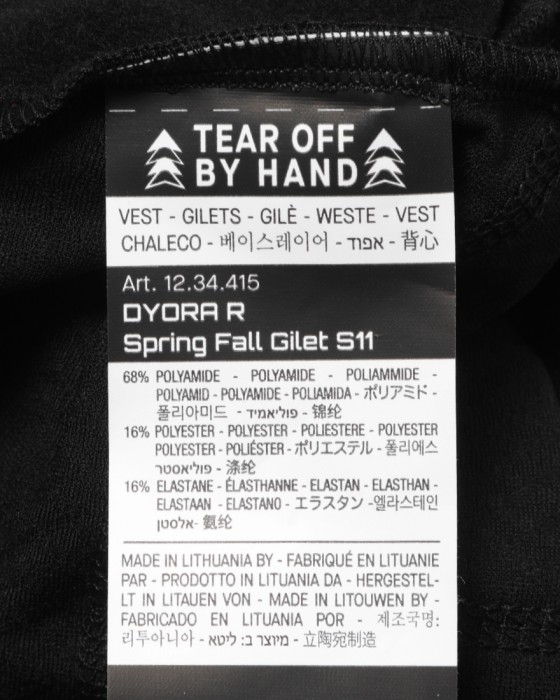 TEAR OFF
BY HAND
VEST - GILETS - GILÈ - WESTE - VEST
CHALECO - 베이스레이어 - אפוד - 背心
Art. 12.34.415
DYORA R
Spring Fall Gilet S11
68% POLYAMIDE - POLYAMIDE - POLIAMMIDE -
POLYAMID - POLYAMIDE - POLIAMIDA - ポリアミド -
폴리아미드 - פוליאמיד - 锦纶
16% POLYESTER - POLYESTER - POLIESTERE - POLYESTER
POLYESTER - POLIÉSTER - ポリエステル - 폴리에스
פוליאסטר - 涤纶
16% ELASTANE - ÉLASTHANNE - ELASTAN - ELASTHAN -
ELASTAAN - ELASTANO - エラスタン -엘라스테인
אלסטן- 氨纶
MADE IN LITHUANIA BY - FABRIQUÉ EN LITUANIE
PAR - PRODOTTO IN LITUANIA DA - HERGESTEL-
LT IN LITAUEN VON - MADE IN LITOUWEN BY -
FABRICADO EN LITUANIA POR - 제조국명:
리투아니아 - מיוצר ב: ליטא - 立陶宛制造